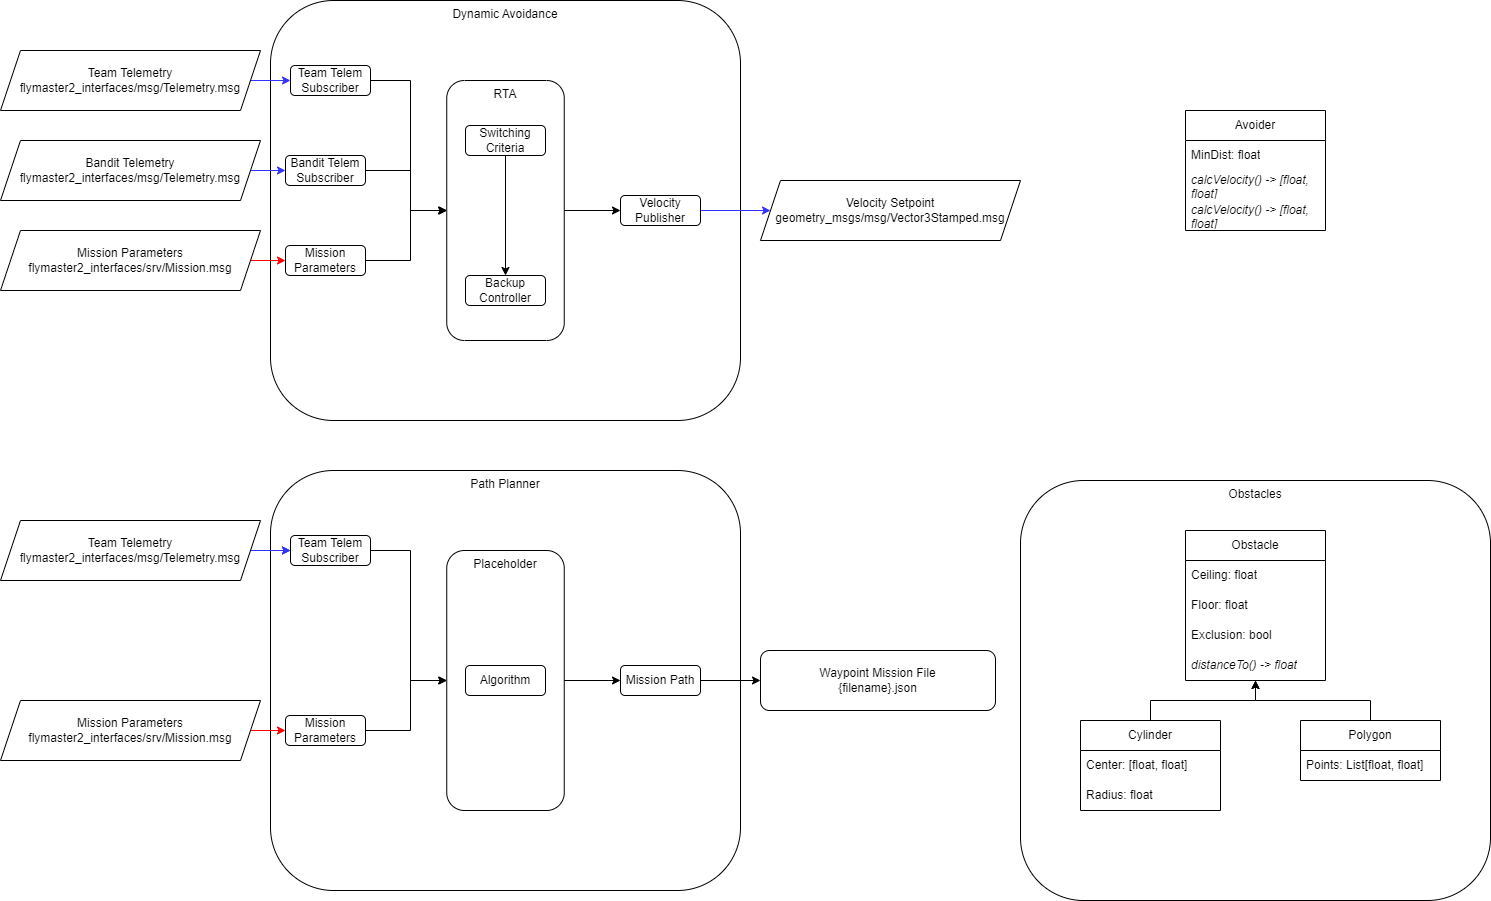 Dynamic Avoidance
Team Telemetry
flymaster2_interfaces/msg/Telemetry.msg
Team Telem
Subscriber
Bandit Telemetry
flymaster2_interfaces/msg/Telemetry.msg
Bandit Telem
Subscriber
Mission Parameters
flymaster2_interfaces/srv/Mission.msg
Mission
Parameters
RTA
Switching
Criteria
Backup
Controller
Velocity
Publisher
Velocity Setpoint
geometry_msgs/msg/Vector3Stamped.msg
Avoider
MinDist: float
calcVelocity() -> [float,
float]
calcVelocity() -> [float,
float]
Path Planner
Team Telemetry
flymaster2_interfaces/msg/Telemetry.msg
Team Telem
Subscriber
Mission Parameters
flymaster2_interfaces/srv/Mission.msg
Mission
Parameters
Placeholder
Algorithm
Mission Path
Waypoint Mission File
{filename}.json
Obstacles
Obstacle
Ceiling: float
Floor: float
Exclusion: bool
distanceTo() -> float
Cylinder
Center: [float, float]
Radius: float
Polygon
Points: List[float, float]